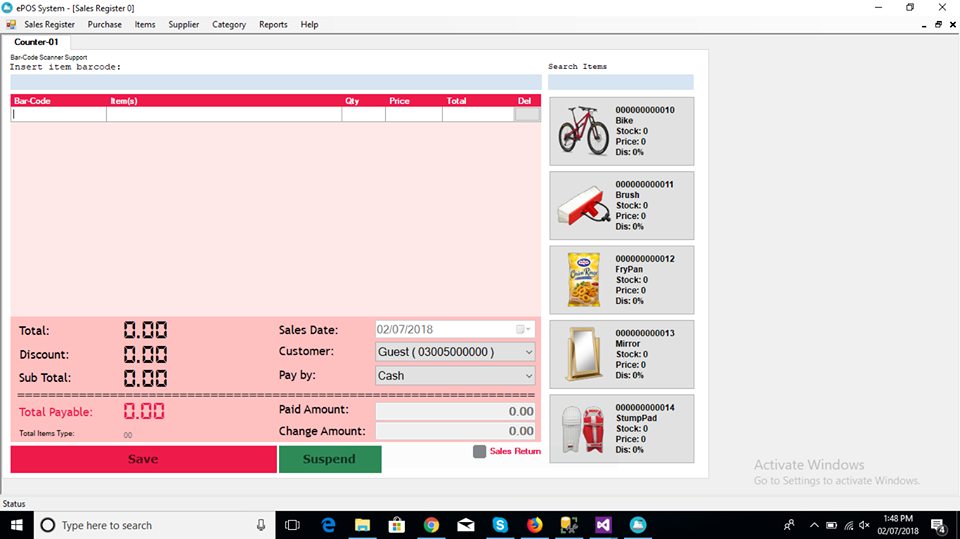 ePOS System - [Sales Register 0]
Sales Register Purchase Items Supplier Category Reports Help
Counter-01
Bar-Code Scanner Support
Insert item barcode:
Search Items
Bar-Code Item(s) Qty Price Total Del
000000000010
Bike
Stock: 0
Price: 0
Dis: 0%
000000000011
Brush
Stock: 0
Price: 0
Dis: 0%
000000000012
FryPan
Stock: 0
Price: 0
Dis: 0%
000000000013
Mirror
Stock: 0
Price: 0
Dis: 0%
000000000014
StumpPad
Stock: 0
Price: 0
Dis: 0%
Total: 0.00
Discount: 0.00
Sub Total: 0.00
Sales Date: 02/07/2018
Customer: Guest ( 03005000000 )
Pay by: Cash
Total Payable: 0.00
Total Items Type: 00
Paid Amount: 0.00
Change Amount: 0.00
Save
Suspend
Sales Return
Activate Windows
Go to Settings to activate Windows.
Status
Type here to search
1:48 PM
02/07/2018
4